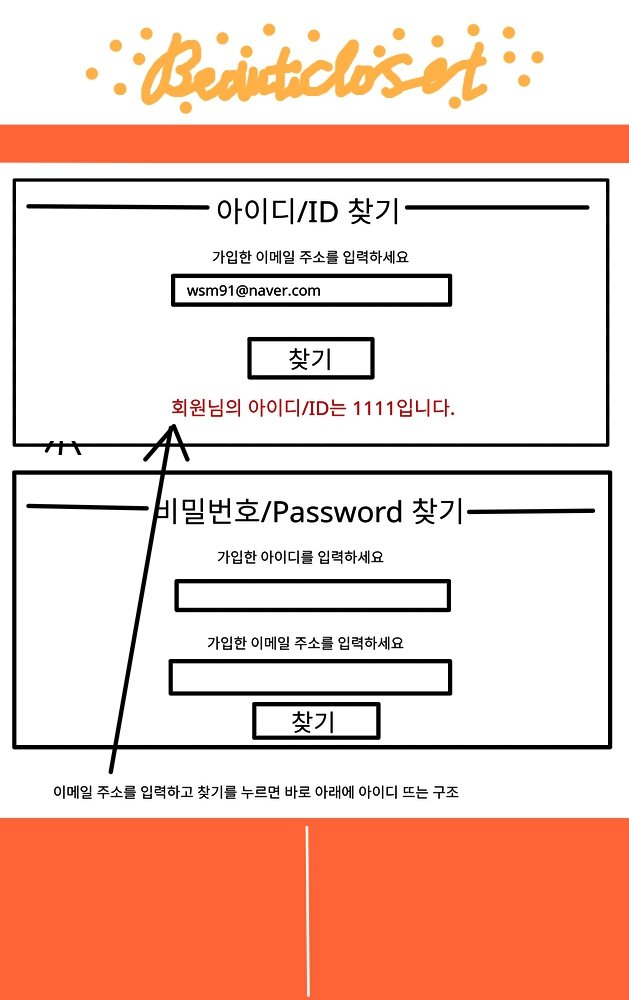 Beauticloset
아이디/ID 찾기
가입한 이메일 주소를 입력하세요
wsm91@naver.com
찾기
회원님의 아이디/ID는 1111입니다.
비밀번호/Password 찾기
가입한 아이디를 입력하세요
가입한 이메일 주소를 입력하세요
찾기
이메일 주소를 입력하고 찾기를 누르면 바로 아래에 아이디 뜨는 구조